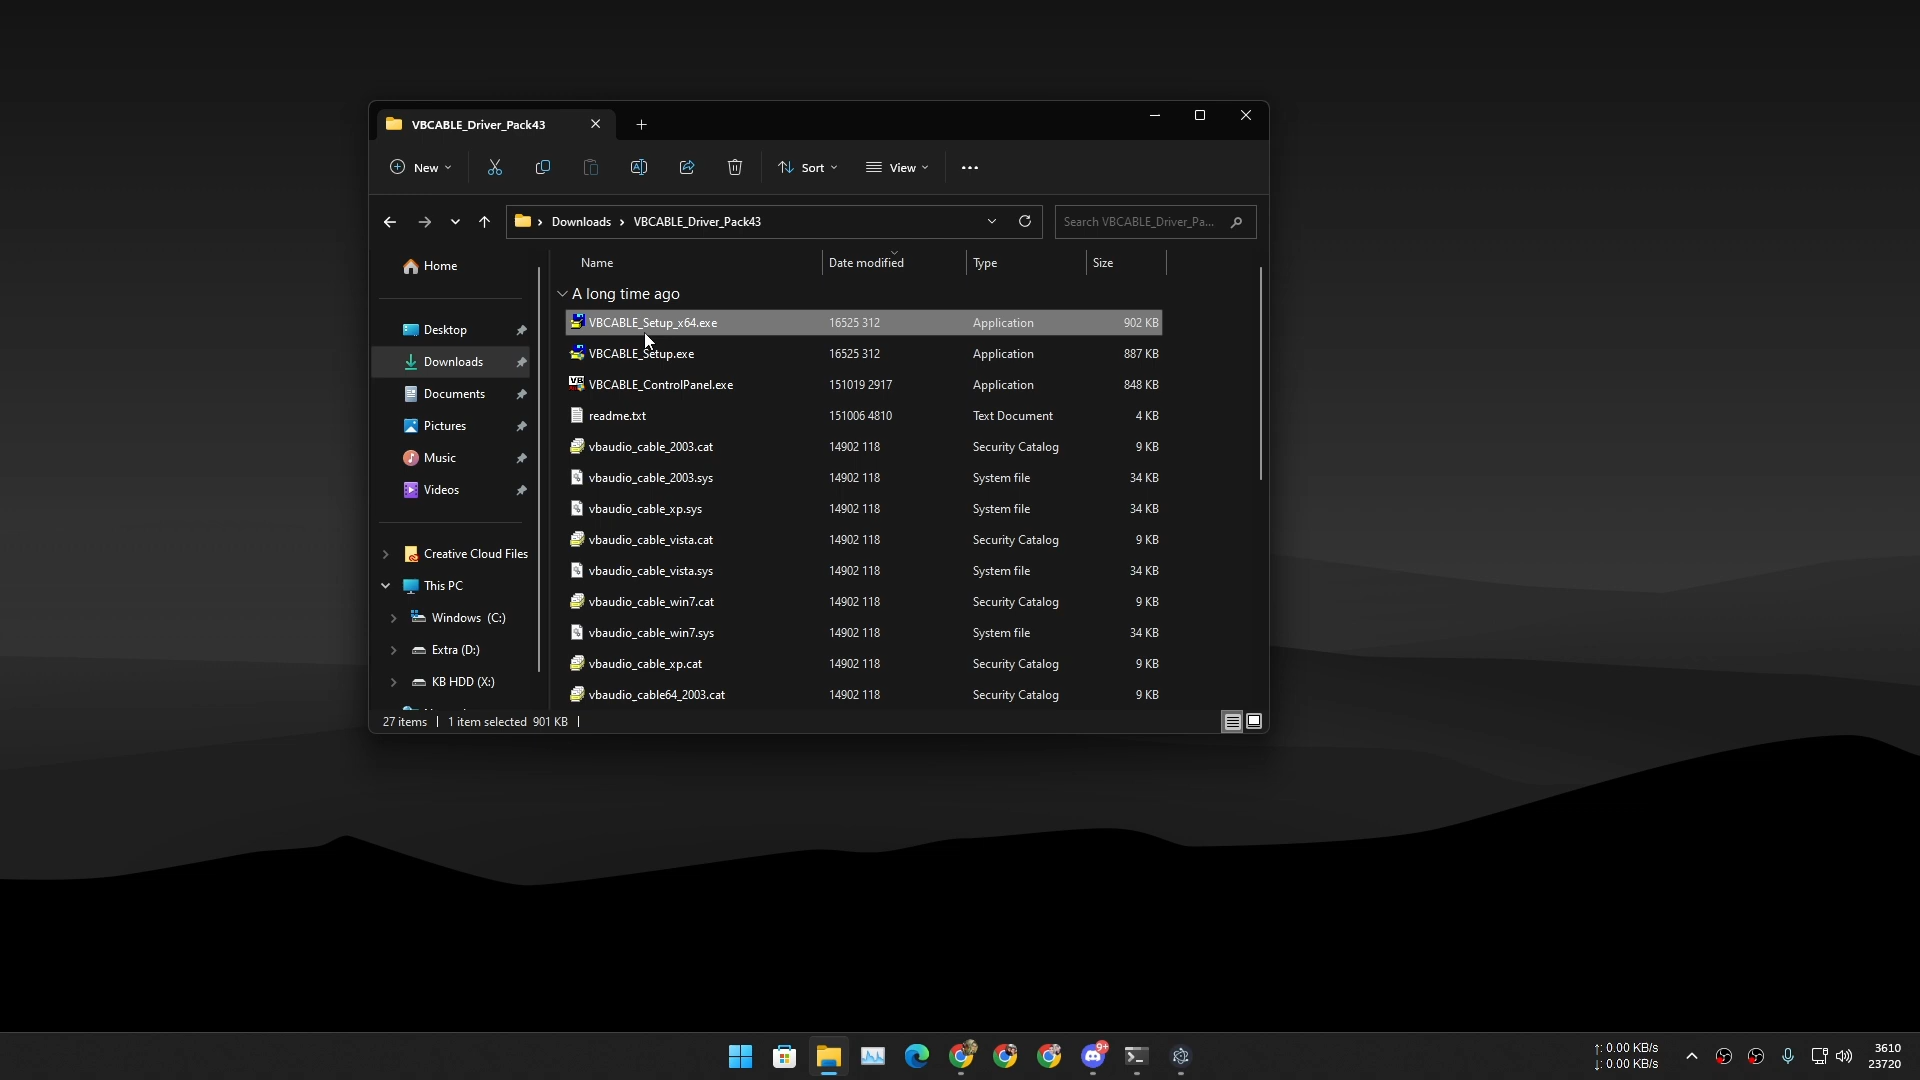 VBCABLE_Driver_Pack43
New
Sort
View
Downloads > VBCABLE_Driver_Pack43
Search VBCABLE_Driver_Pa...
Home
Desktop
Downloads
Documents
Pictures
Music
Videos
Creative Cloud Files
This PC
Windows (C:)
Extra (D:)
KB HDD (X:)
Name Date modified Type Size
A long time ago
VBCABLE_Setup_x64.exe 16525 312 Application 902 KB
VBCABLE_Setup.exe 16525 312 Application 887 KB
VBCABLE_ControlPanel.exe 151019 2917 Application 848 KB
readme.txt 151006 4810 Text Document 4 KB
vbaudio_cable_2003.cat 14902 118 Security Catalog 9 KB
vbaudio_cable_2003.sys 14902 118 System file 34 KB
vbaudio_cable_xp.sys 14902 118 System file 34 KB
vbaudio_cable_vista.cat 14902 118 Security Catalog 9 KB
vbaudio_cable_vista.sys 14902 118 System file 34 KB
vbaudio_cable_win7.cat 14902 118 Security Catalog 9 KB
vbaudio_cable_win7.sys 14902 118 System file 34 KB
vbaudio_cable_xp.cat 14902 118 Security Catalog 9 KB
vbaudio_cable64_2003.cat 14902 118 Security Catalog 9 KB
27 items | 1 item selected 901 KB |
9+
↑: 0.00 KB/s
↓: 0.00 KB/s
3610
23720